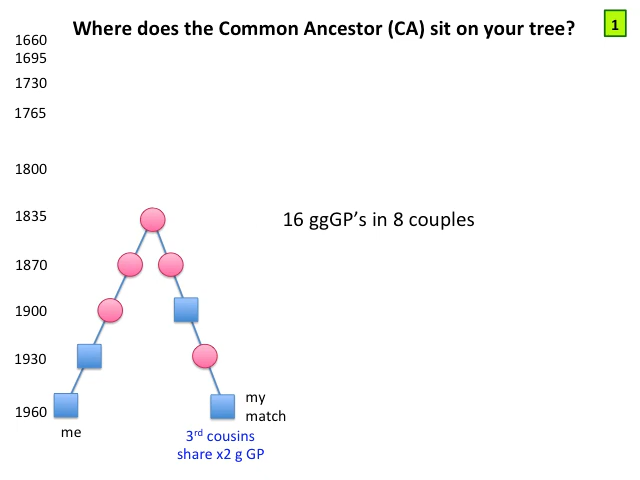 Where does the Common Ancestor (CA) sit on your tree?
1
1660
1695
1730
1765
1800
1835
16 ggGP's in 8 couples
1870
1900
1930
1960
me
my
match
3rd cousins
share x2 g GP